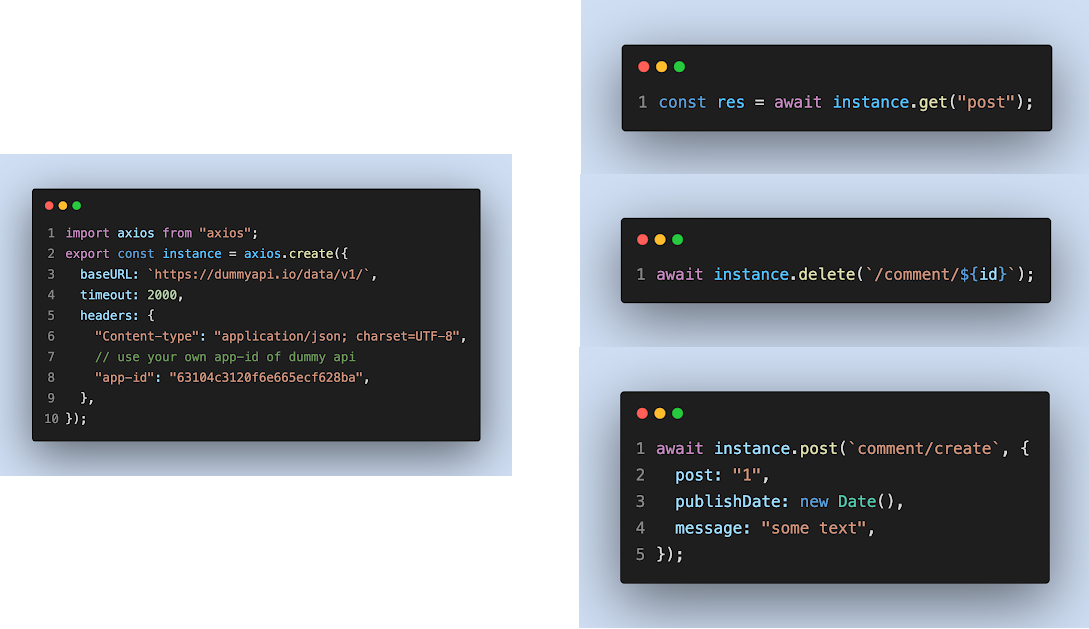 1 import axios from "axios";
2 export const instance = axios.create({
3   baseURL: `https://dummyapi.io/data/v1/`,
4   timeout: 2000,
5   headers: {
6     "Content-type": "application/json; charset=UTF-8",
7     // use your own app-id of dummy api
8     "app-id": "63104c3120f6e665ecf628ba",
9   },
10 });
1 const res = await instance.get("post");
1 await instance.delete(`/comment/${id}`);
1 await instance.post(`comment/create`, {
2   post: "1",
3   publishDate: new Date(),
4   message: "some text",
5 });